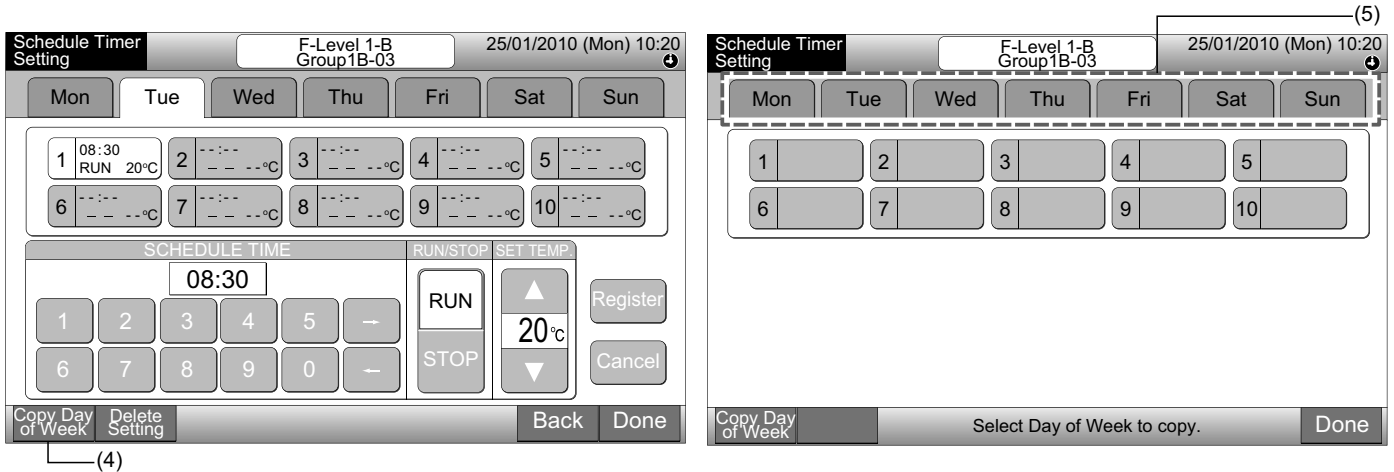 (5)
Schedule Timer
Setting
F-Level 1-B
Group1B-03
25/01/2010 (Mon) 10:20
Mon Tue Wed Thu Fri Sat Sun
1 08:30 RUN 20°C
2 --:-- -- --°C
3 --:-- -- --°C
4 --:-- -- --°C
5 --:-- -- --°C
6 --:-- -- --°C
7 --:-- -- --°C
8 --:-- -- --°C
9 --:-- -- --°C
10 --:-- -- --°C
SCHEDULE TIME RUN/STOP SET TEMP.
08:30
1 2 3 4 5 →
6 7 8 9 0 ←
RUN
STOP
▲
20°C
▼
Register
Cancel
Copy Day
of Week
Delete
Setting
Back Done
(4)
Schedule Timer
Setting
F-Level 1-B
Group1B-03
25/01/2010 (Mon) 10:20
Mon Tue Wed Thu Fri Sat Sun
1 2 3 4 5
6 7 8 9 10
Copy Day
of Week
Select Day of Week to copy.
Done